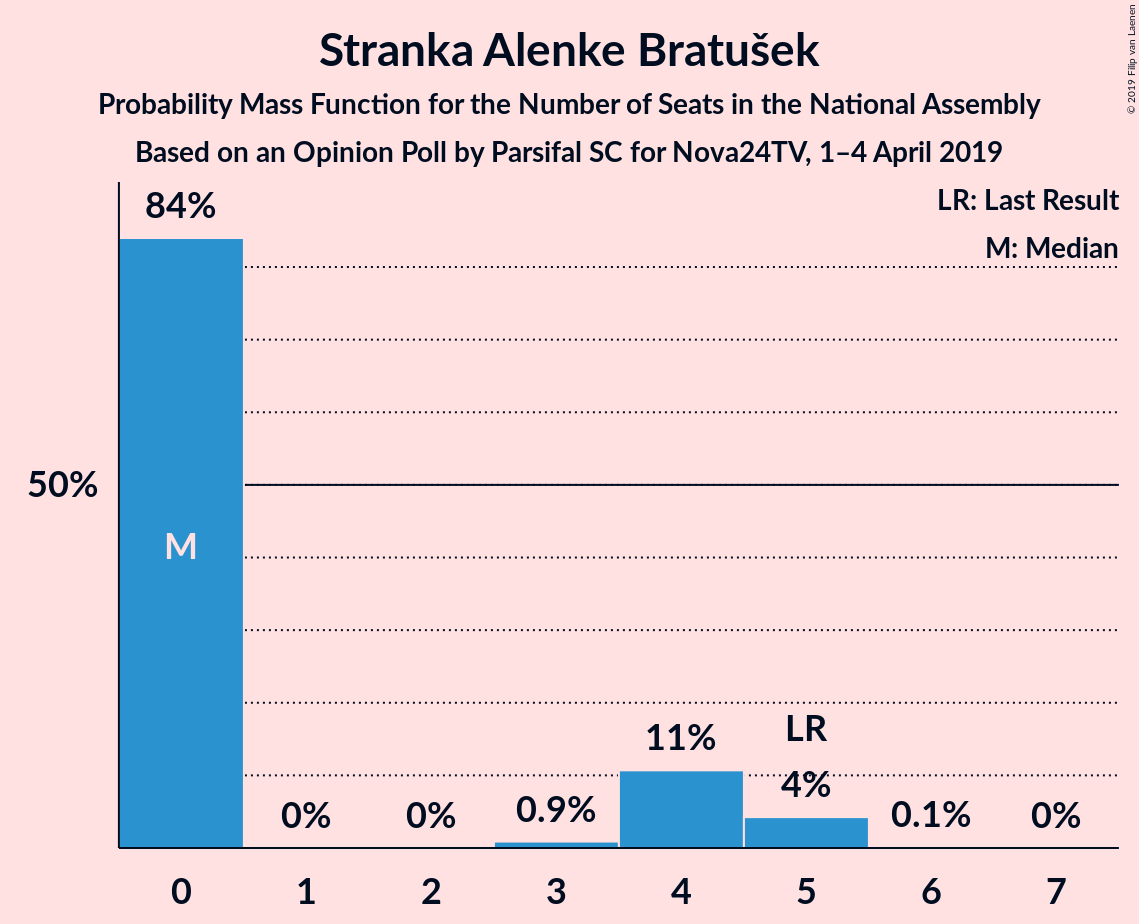 Stranka Alenke Bratušek
Probability Mass Function for the Number of Seats in the National Assembly
Based on an Opinion Poll by Parsifal SC for Nova24TV, 1–4 April 2019
© 2019 Filip van Laenen
LR: Last Result
M: Median
84%
50%
M
0%
0%
0.9%
11%
LR
4%
0.1%
0%
0 1 2 3 4 5 6 7